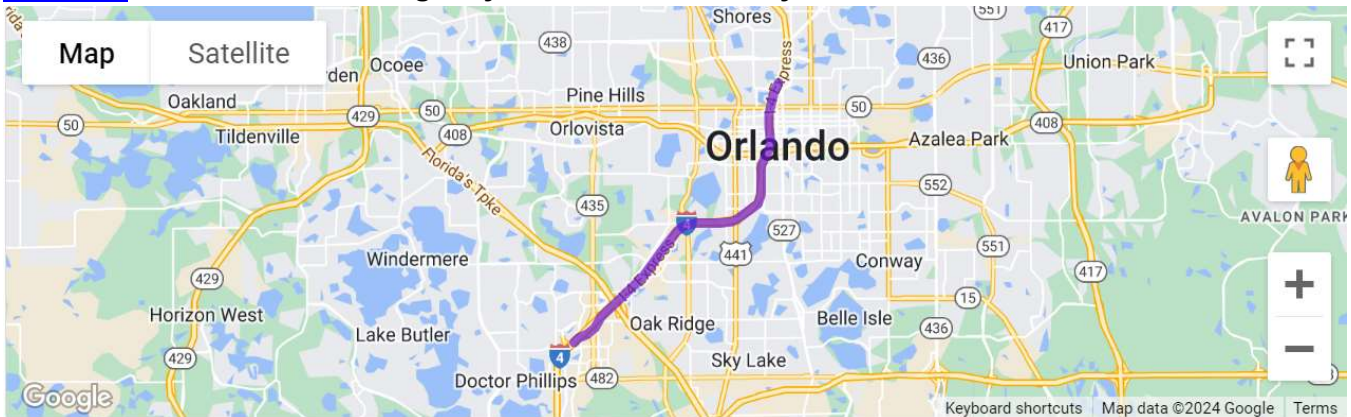 Shores
551
417
Map
Satellite
438
436
Union Park
Ocoee
I-4 Express
Oakland
Pine Hills
50
50
429
50
Orlovista
408
Tildenville
408
Orlando
Azalea Park
Florida's Tpke
552
435
AVALON PARK
527
551
441
Windermere
Conway
417
429
I-4 Express
15
Horizon West
Oak Ridge
Belle Isle
Lake Butler
436
429
4
Sky Lake
Doctor Phillips
482
Google
Keyboard shortcuts
Map data ©2024 Google
Terms